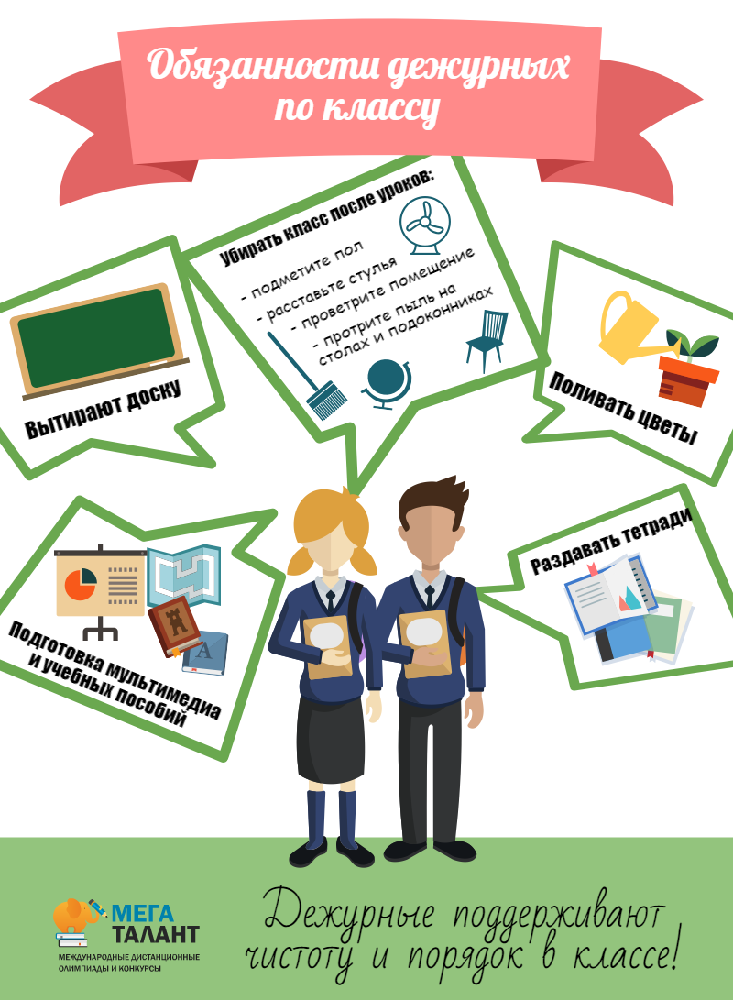 Обязанности дежурных
по классу
Убирать класс после уроков:
- подметите пол
- расставьте стулья
- проветрите помещение
- протрите пыль на
столах и подоконниках
Вытирают доску
Поливать цветы
Подготовка мультимедиа
и учебных пособий
A
Раздавать тетради
МЕГА
ТАЛАНТ
МЕЖДУНАРОДНЫЕ ДИСТАНЦИОННЫЕ
ОЛИМПИАДЫ И КОНКУРСЫ
Дежурные поддерживают
чистоту и порядок в классе!